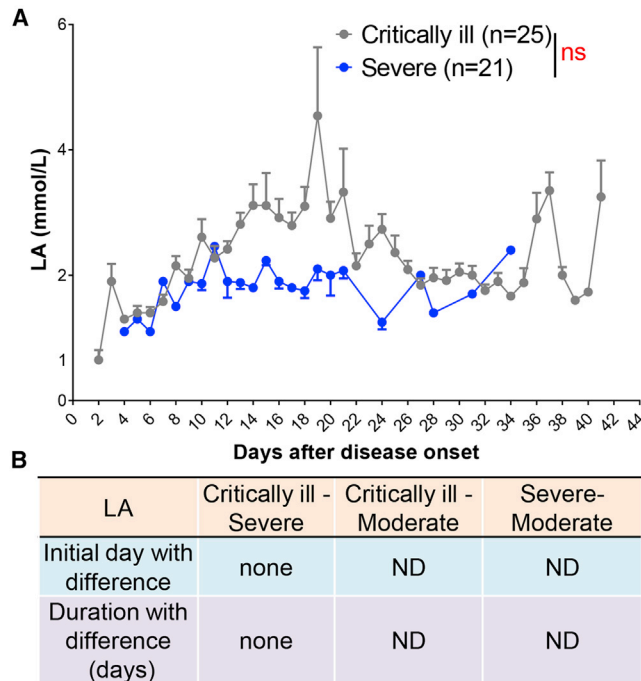 A
6
4
2
1
0
LA (mmol/L)
Critically ill (n=25)
Severe (n=21)
ns
0 2 4 6 8 10 12 14 16 18 20 22 24 26 28 30 32 34 36 38 40 42 44
Days after disease onset
B
LA
Critically ill -
Severe
Critically ill -
Moderate
Severe-
Moderate
Initial day with
difference
none
ND
ND
Duration with
difference
(days)
none
ND
ND